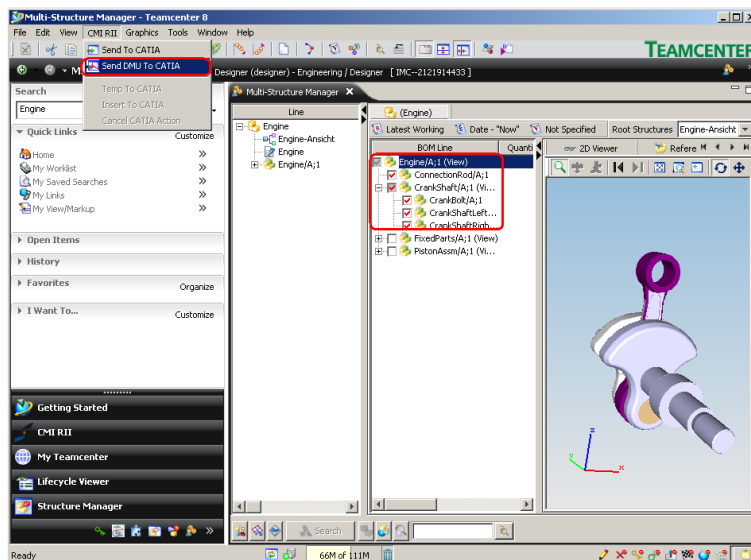 Multi-Structure Manager - Teamcenter 8
File Edit View CMI RII Graphics Tools Window Help
Send To CATIA
Send DMU To CATIA
Temp To CATIA
Insert To CATIA
Cancel CATIA Action
TEAMCENTER
Designer (designer) - Engineering / Designer [ IMC--2121914433 ]
Search
Engine
Quick Links
Customize
Home
My Worklist
My Saved Searches
My Links
My View/Markup
Open Items
History
Favorites
Organize
I Want To...
Customize
Getting Started
CMI RII
My Teamcenter
Lifecycle Viewer
Structure Manager
Multi-Structure Manager
Line
Engine
Engine-Ansicht
Engine
Engine/A;1
(Engine)
Latest Working Date - "Now" Not Specified Root Structures Engine-Ansicht
BOM Line Quanti
Engine/A;1 (View)
ConnectionRod/A;1
CrankShaft/A;1 (Vi...
CrankBolt/A;1
CrankShaftLeft...
CrankShaftRigh...
FixedParts/A;1 (View)
PistonAssm/A;1 (Vi...
2D Viewer Refere
z
y
x
Search
Ready
66M of 111M